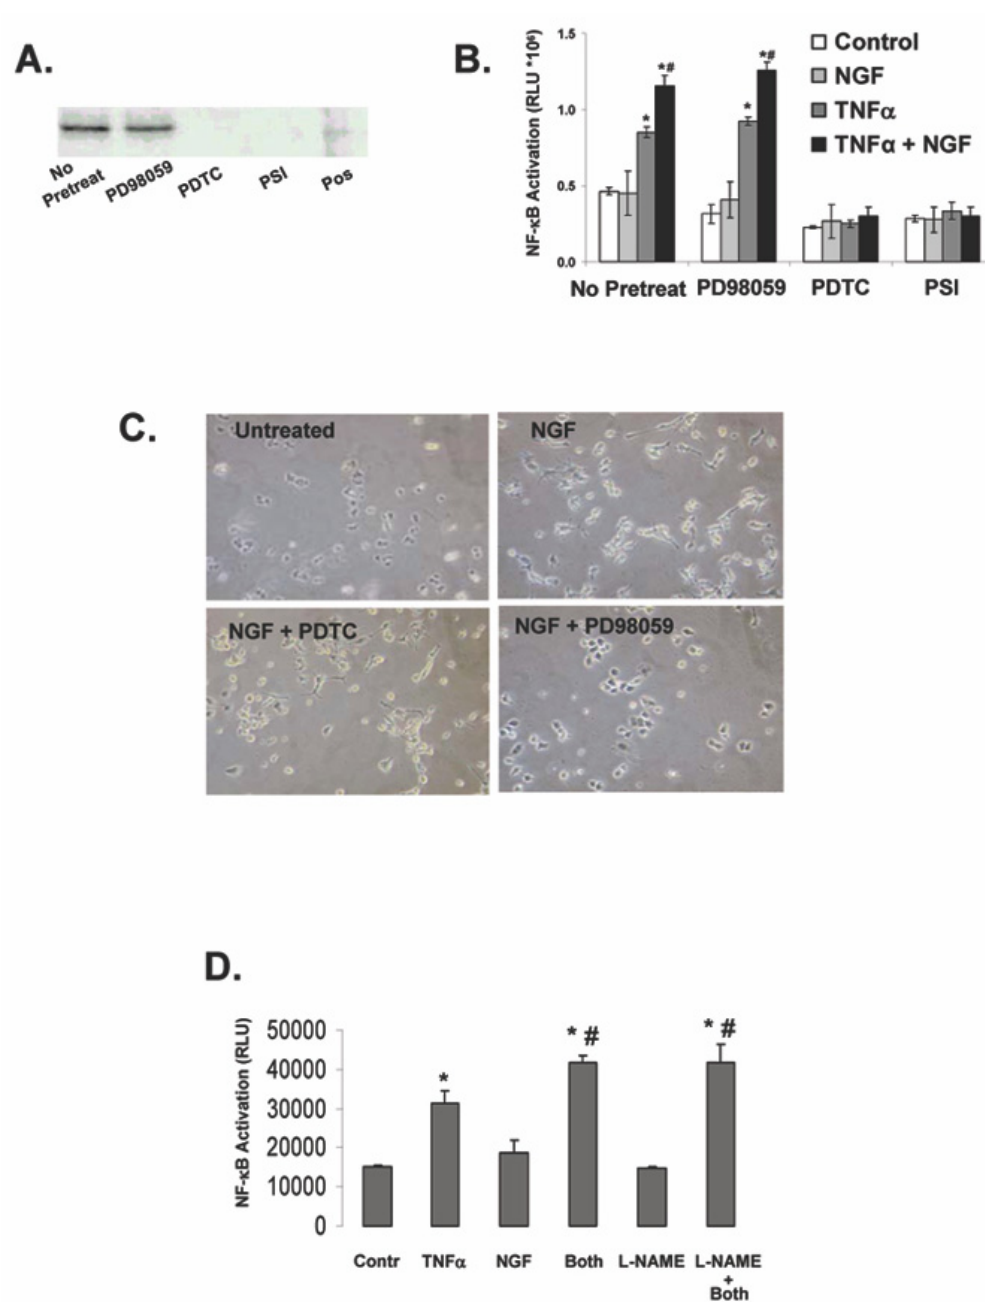 A.
No
Pretreat
PD98059
PDTC
PSI
Pos
B.
NF-κB Activation (RLU *10⁶)
1.5
1.0
0.5
0.0
*
*#
*
*#
Control
NGF
TNFα
TNFα + NGF
No Pretreat PD98059 PDTC PSI
C.
Untreated
NGF
NGF + PDTC
NGF + PD98059
D.
NF-κB Activation (RLU)
50000
40000
30000
20000
10000
0
*
* #
* #
Contr TNFα NGF Both L-NAME L-NAME
+
Both